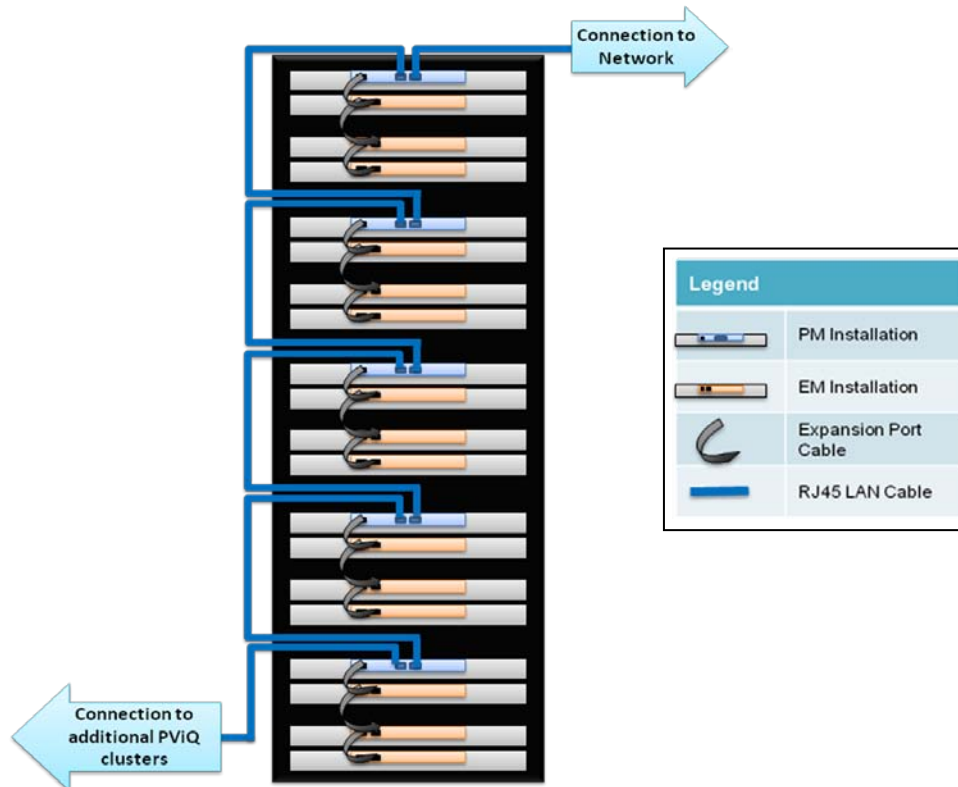 Connection to
Network
Legend
PM Installation
EM Installation
Expansion Port
Cable
RJ45 LAN Cable
Connection to
additional PViQ
clusters